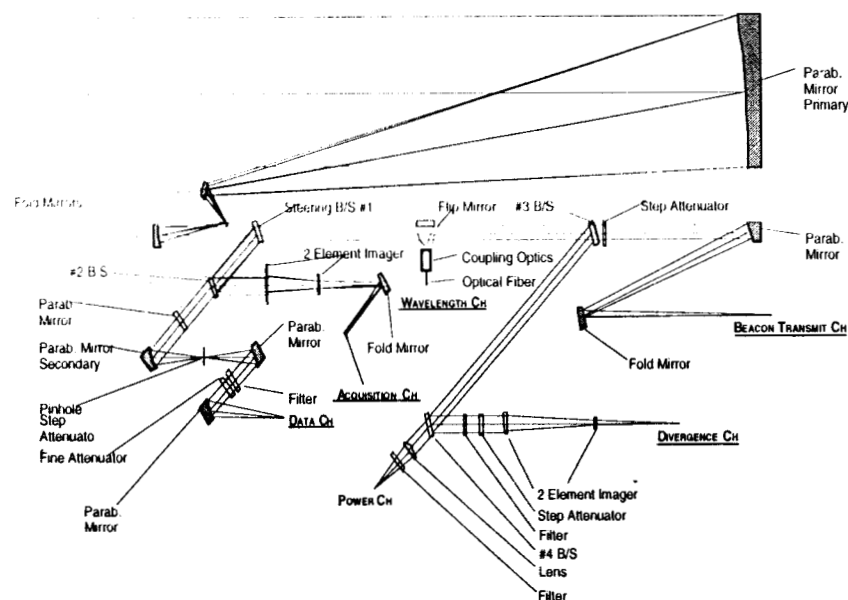 Parab.
Mirror
Primary
Fold Mirrors
Steering B/S #1
Flip Mirror
#3 B/S
Step Attenuator
#2 B S
2 Element Imager
Coupling Optics
Optical Fiber
Parab.
Mirror
WAVELENGTH CH
Parab
Mirror
Parab.
Mirror
Fold Mirror
BEACON TRANSMIT CH
Parab. Mirror
Secondary
Fold Mirror
Filter
ACQUISITION CH
Pinhole
Step
Attenuato
r
DATA CH
Fine Attenuator
DIVERGENCE CH
POWER CH
2 Element Imager
Step Attenuator
Parab.
Mirror
Filter
#4 B/S
Lens
Filter